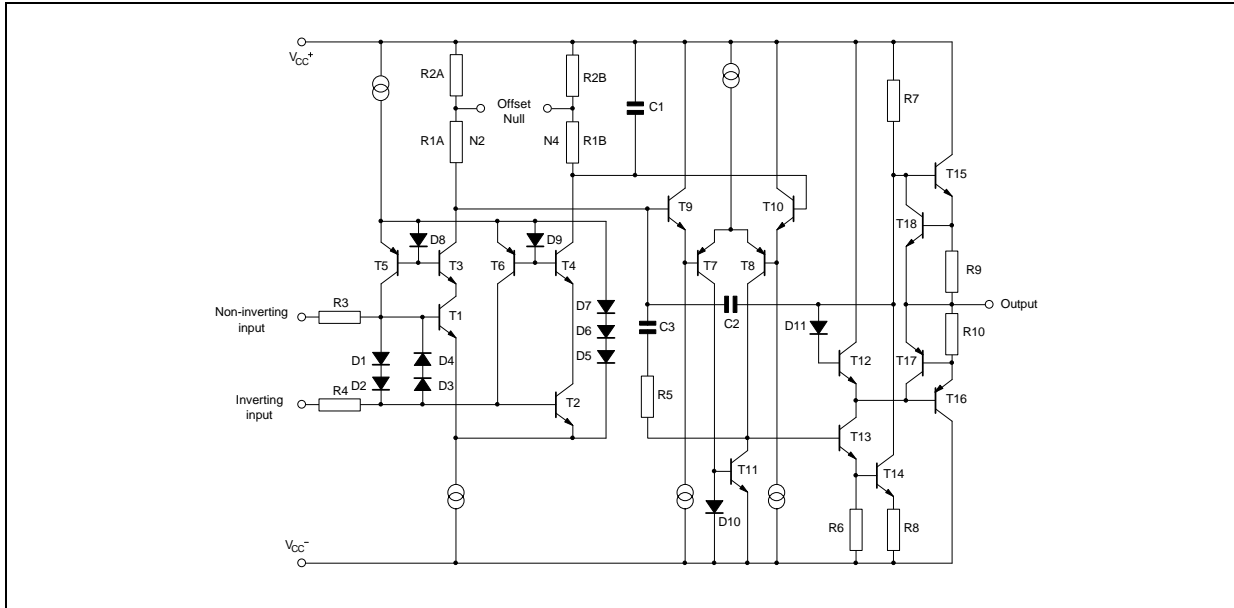 VCC+
R2A
R2B
R7
Offset
Null
C1
R1A
N2
N4
R1B
T15
T9
T10
T18
D8
D9
T5
T3
T6
T4
T7
T8
R9
R3
Non-inverting
input
T1
D7
Output
D11
C2
R10
C3
D1
D4
D6
T12
T17
D2
D3
D5
R4
R5
T16
Inverting
input
T2
T13
T11
T14
D10
R6
R8
VCC-